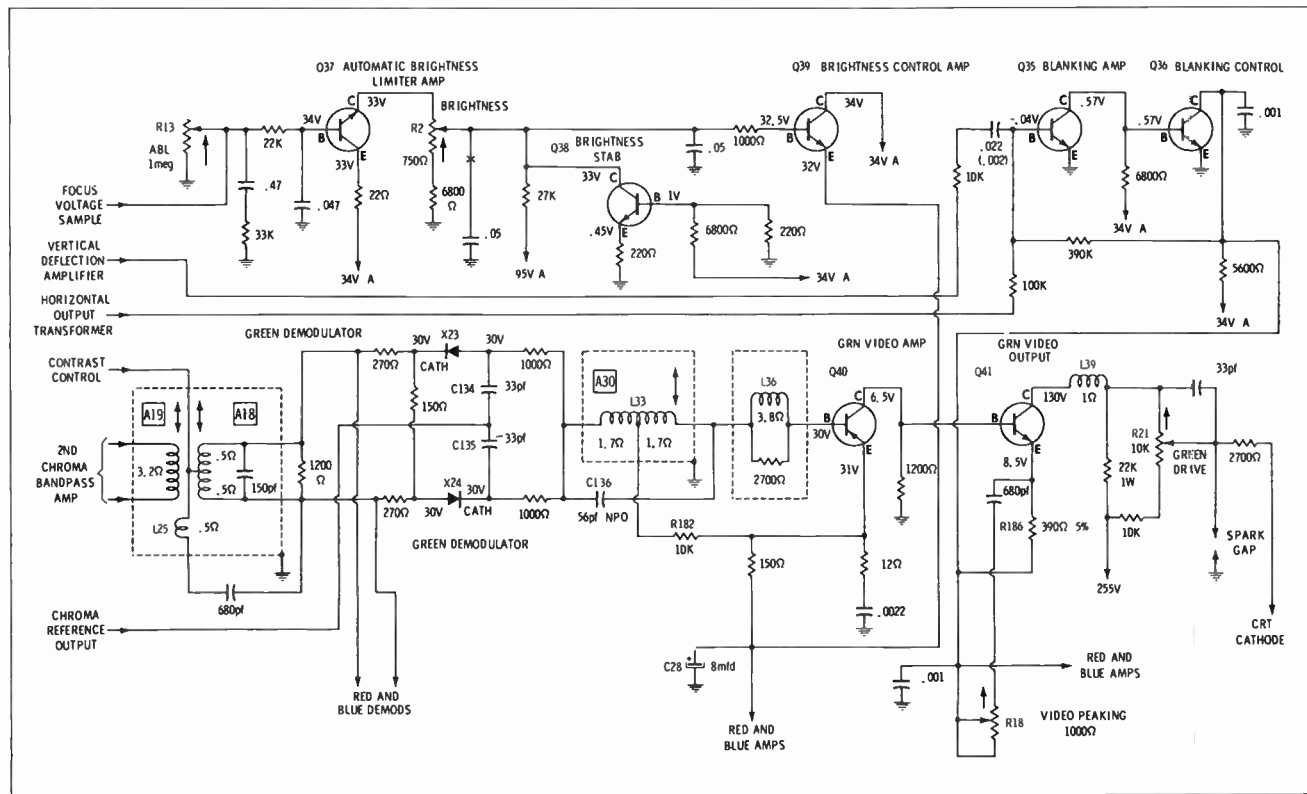 Q37 AUTOMATIC BRIGHTNESS
LIMITER AMP
Q39 BRIGHTNESS CONTROL AMP
Q35 BLANKING AMP
Q36 BLANKING CONTROL
R13
ABL
1meg
22K
34V
B
C
33V
E
33V
22Ω
34V A
.47
33K
.047
BRIGHTNESS
R2
750Ω
6800
Ω
.05
Q38
BRIGHTNESS
STAB
33V
C
B
1V
E
.45V
27K
220Ω
6800Ω
220Ω
95V A
34V A
.05
1000Ω
32.5V
B
C
34V
E
32V
34V A
1DK
.022
(.002)
-.04V
B
C
.57V
E
6800Ω
34V A
.57V
B
C
E
.001
390K
100K
5600Ω
34V A
FOCUS
VOLTAGE
SAMPLE
VERTICAL
DEFLECTION
AMPLIFIER
HORIZONTAL
OUTPUT
TRANSFORMER
CONTRAST
CONTROL
2ND
CHROMA
BANDPASS
AMP
CHROMA
REFERENCE
OUTPUT
A19
A18
3.2Ω
.5Ω
.5Ω
150pf
L25
.5Ω
680pf
1200
Ω
GREEN DEMODULATOR
270Ω
30V
X23
CATH
30V
1000Ω
C134
33pf
150Ω
C135
33pf
270Ω
X24
30V
30V
CATH
1000Ω
GREEN DEMODULATOR
RED AND
BLUE DEMODS
A30
L33
1.7Ω
1.7Ω
C136
56pf NPO
R182
1DK
L36
3.8Ω
2700Ω
GRN VIDEO AMP
Q40
C
6.5V
B
30V
E
31V
1200Ω
150Ω
12Ω
.0022
C28
+
8mfd
RED AND
BLUE AMPS
GRN VIDEO
OUTPUT
Q41
C
130V
B
E
8.5V
680pf
R186
390Ω 5%
L39
1Ω
33pf
R21
10K
GREEN
DRIVE
22K
1W
1DK
255V
2700Ω
SPARK
GAP
CRT
CATHODE
.001
RED AND
BLUE AMPS
R18
VIDEO PEAKING
1000Ω